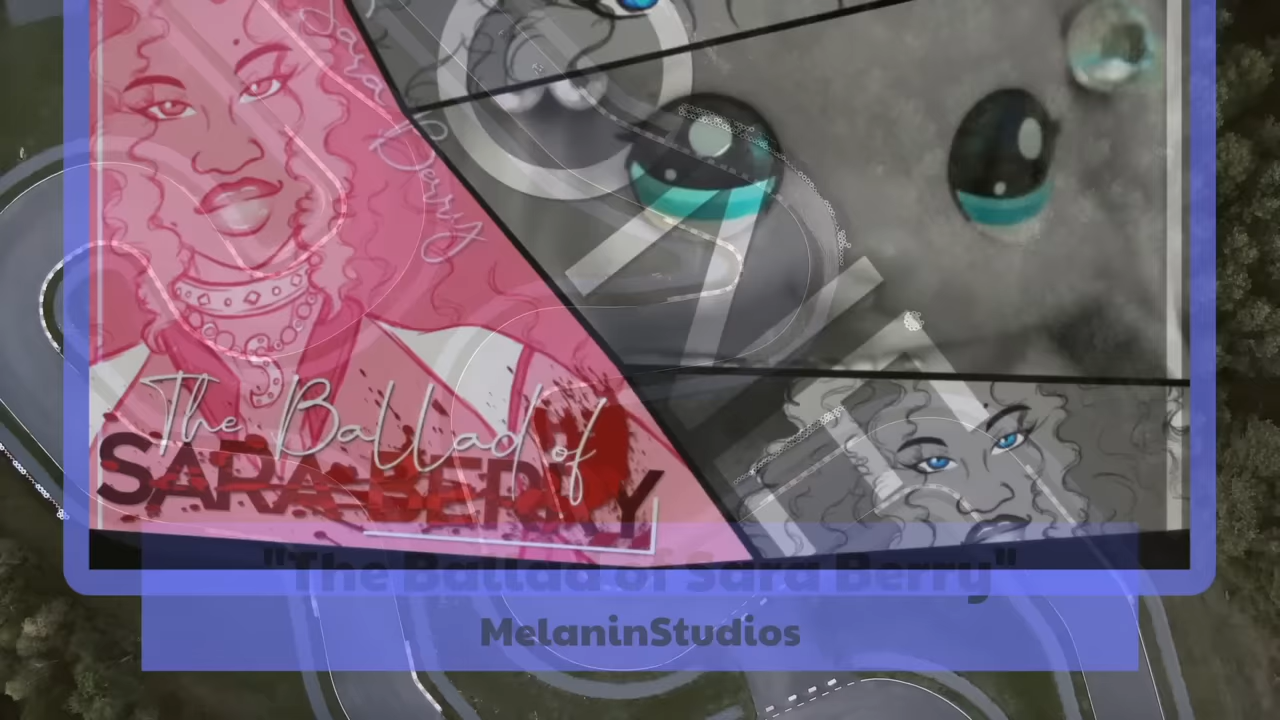 Sara
Berry
The Ballad of
SARA BERRY
"The Ballad of Sara Berry"
MelaninStudios